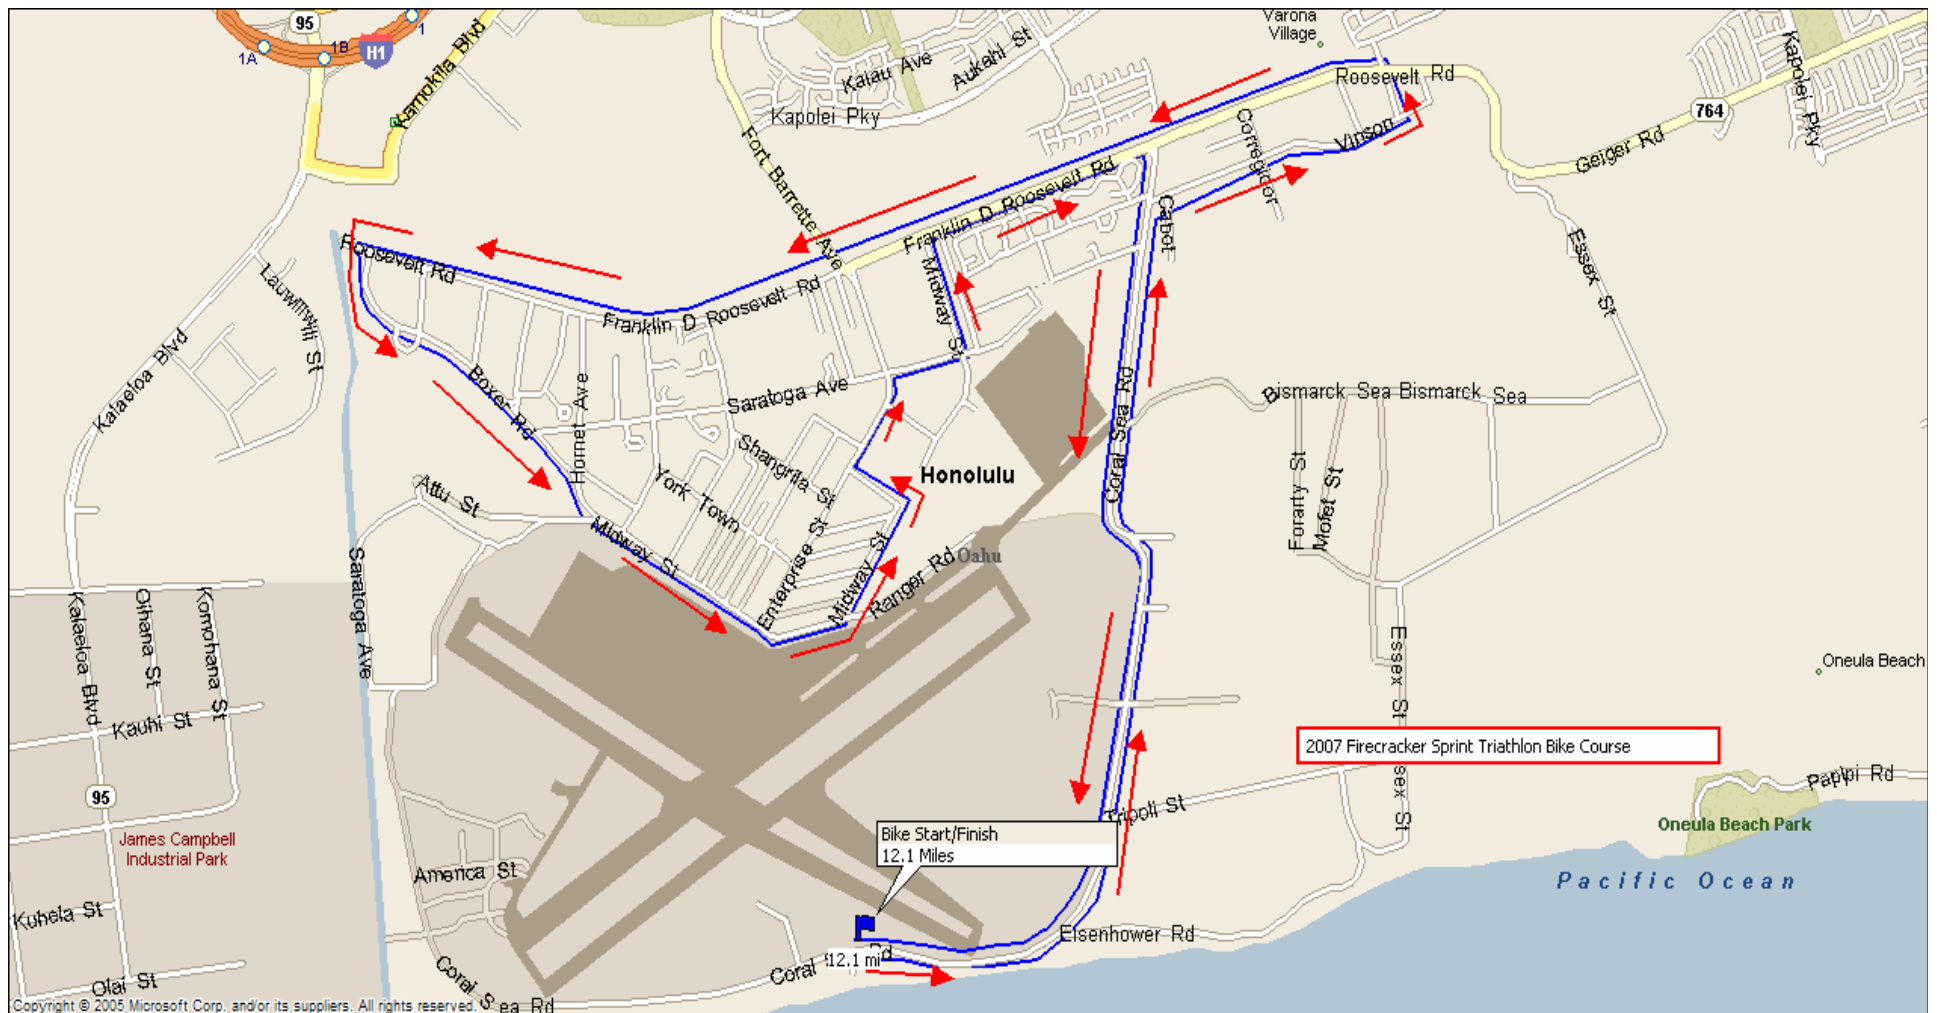 95
1B
1
1A
H1
Kamokila Blvd
Varona
Village
Kalau Ave
Aukahi St
Kapolei Pky
Roosevelt Rd
Kapolei Pky
764
Geiger Rd
Fort Barrette Ave
Corregidor
Vinson
Franklin D Roosevelt Rd
Cabot
Essex St
Roosevelt Rd
Lauwiliwili St
Franklin D Roosevelt Rd
Midway St
Kalaeloa Blvd
Boxer Rd
Hornet Ave
Saratoga Ave
Coral Sea Rd
Bismarck Sea Bismarck Sea
Shangrila St
York Town
Honolulu
Attu St
Foranty St
Mofet St
Midway St
Enterprise St
Midway St
Ranger Rd
Oahu
Saratoga Ave
Kalaeloa Blvd
Olhana St
Komohana St
Kauhi St
Essex St
Oneula Beach
2007 Firecracker Sprint Triathlon Bike Course
Essex St
Papipi Rd
95
James Campbell
Industrial Park
Tripoli St
Oneula Beach Park
Bike Start/Finish
12.1 Miles
America St
Pacific Ocean
Kuhela St
Eisenhower Rd
12.1 mi
Coral
Rd
Olai St
Coral Sea Rd
Copyright © 2005 Microsoft Corp. and/or its suppliers. All rights reserved.